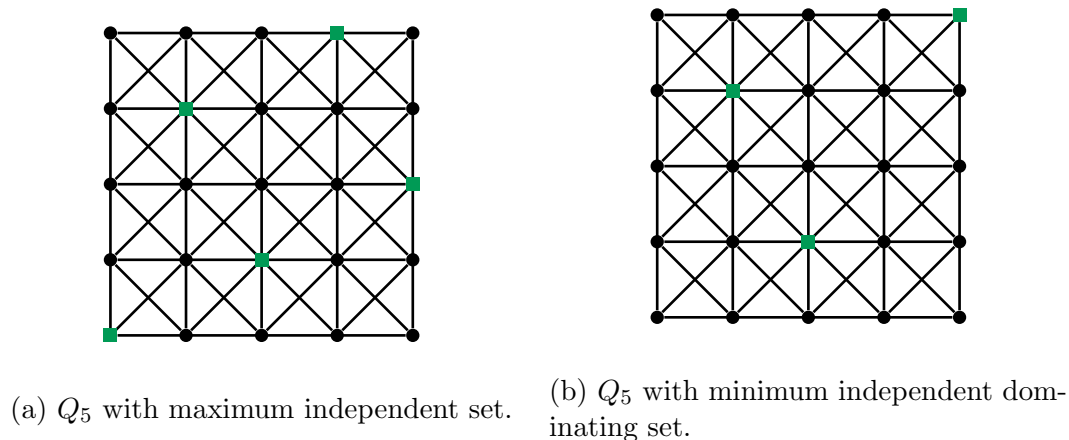 (a) Q₅ with maximum independent set.
(b) Q₅ with minimum independent dom-
inating set.